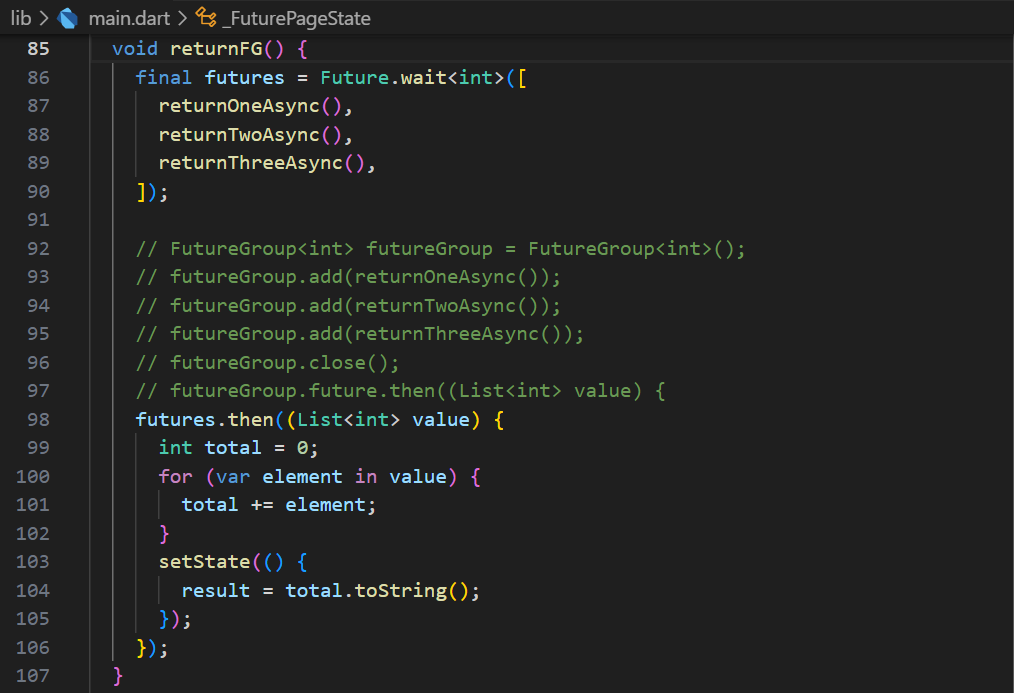 lib > main.dart > _FuturePageState
85 void returnFG() {
86   final futures = Future.wait<int>([
87     returnOneAsync(),
88     returnTwoAsync(),
89     returnThreeAsync(),
90   ]);
91
92   // FutureGroup<int> futureGroup = FutureGroup<int>();
93   // futureGroup.add(returnOneAsync());
94   // futureGroup.add(returnTwoAsync());
95   // futureGroup.add(returnThreeAsync());
96   // futureGroup.close();
97   // futureGroup.future.then((List<int> value) {
98   futures.then((List<int> value) {
99     int total = 0;
100     for (var element in value) {
101       total += element;
102     }
103     setState(() {
104       result = total.toString();
105     });
106   });
107 }